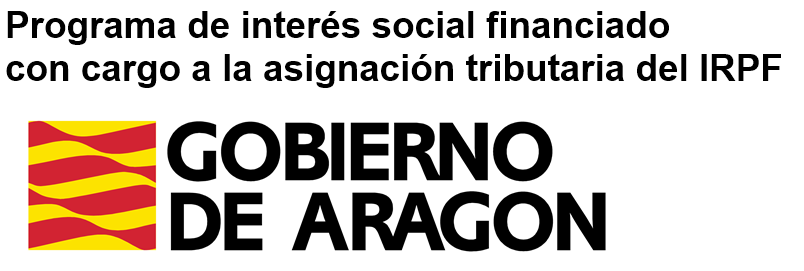 Programa de interés social financiado
con cargo a la asignación tributaria del IRPF
GOBIERNO
DE ARAGON